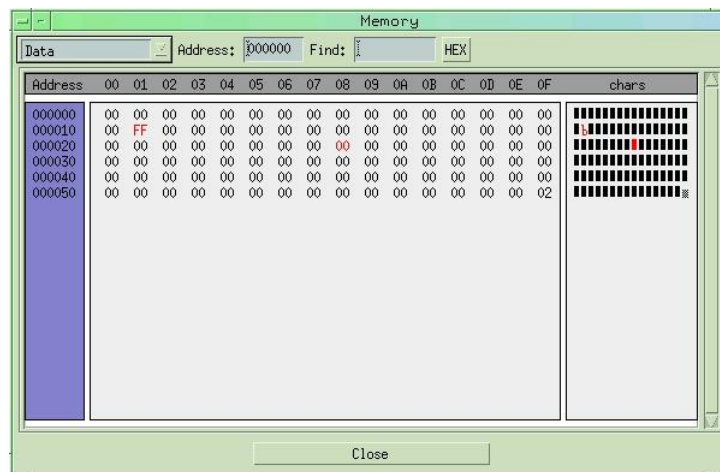 Memory
Data Address: 000000 Find: HEX
Address 00 01 02 03 04 05 06 07 08 09 0A 0B 0C 0D 0E 0F chars
000000 00 00 00 00 00 00 00 00 00 00 00 00 00 00 00 00
000010 00 FF 00 00 00 00 00 00 00 00 00 00 00 00 00 00
000020 00 00 00 00 00 00 00 00 00 00 00 00 00 00 00 00
000030 00 00 00 00 00 00 00 00 00 00 00 00 00 00 00 00
000040 00 00 00 00 00 00 00 00 00 00 00 00 00 00 00 00
000050 00 00 00 00 00 00 00 00 00 00 00 00 00 00 00 02
Close